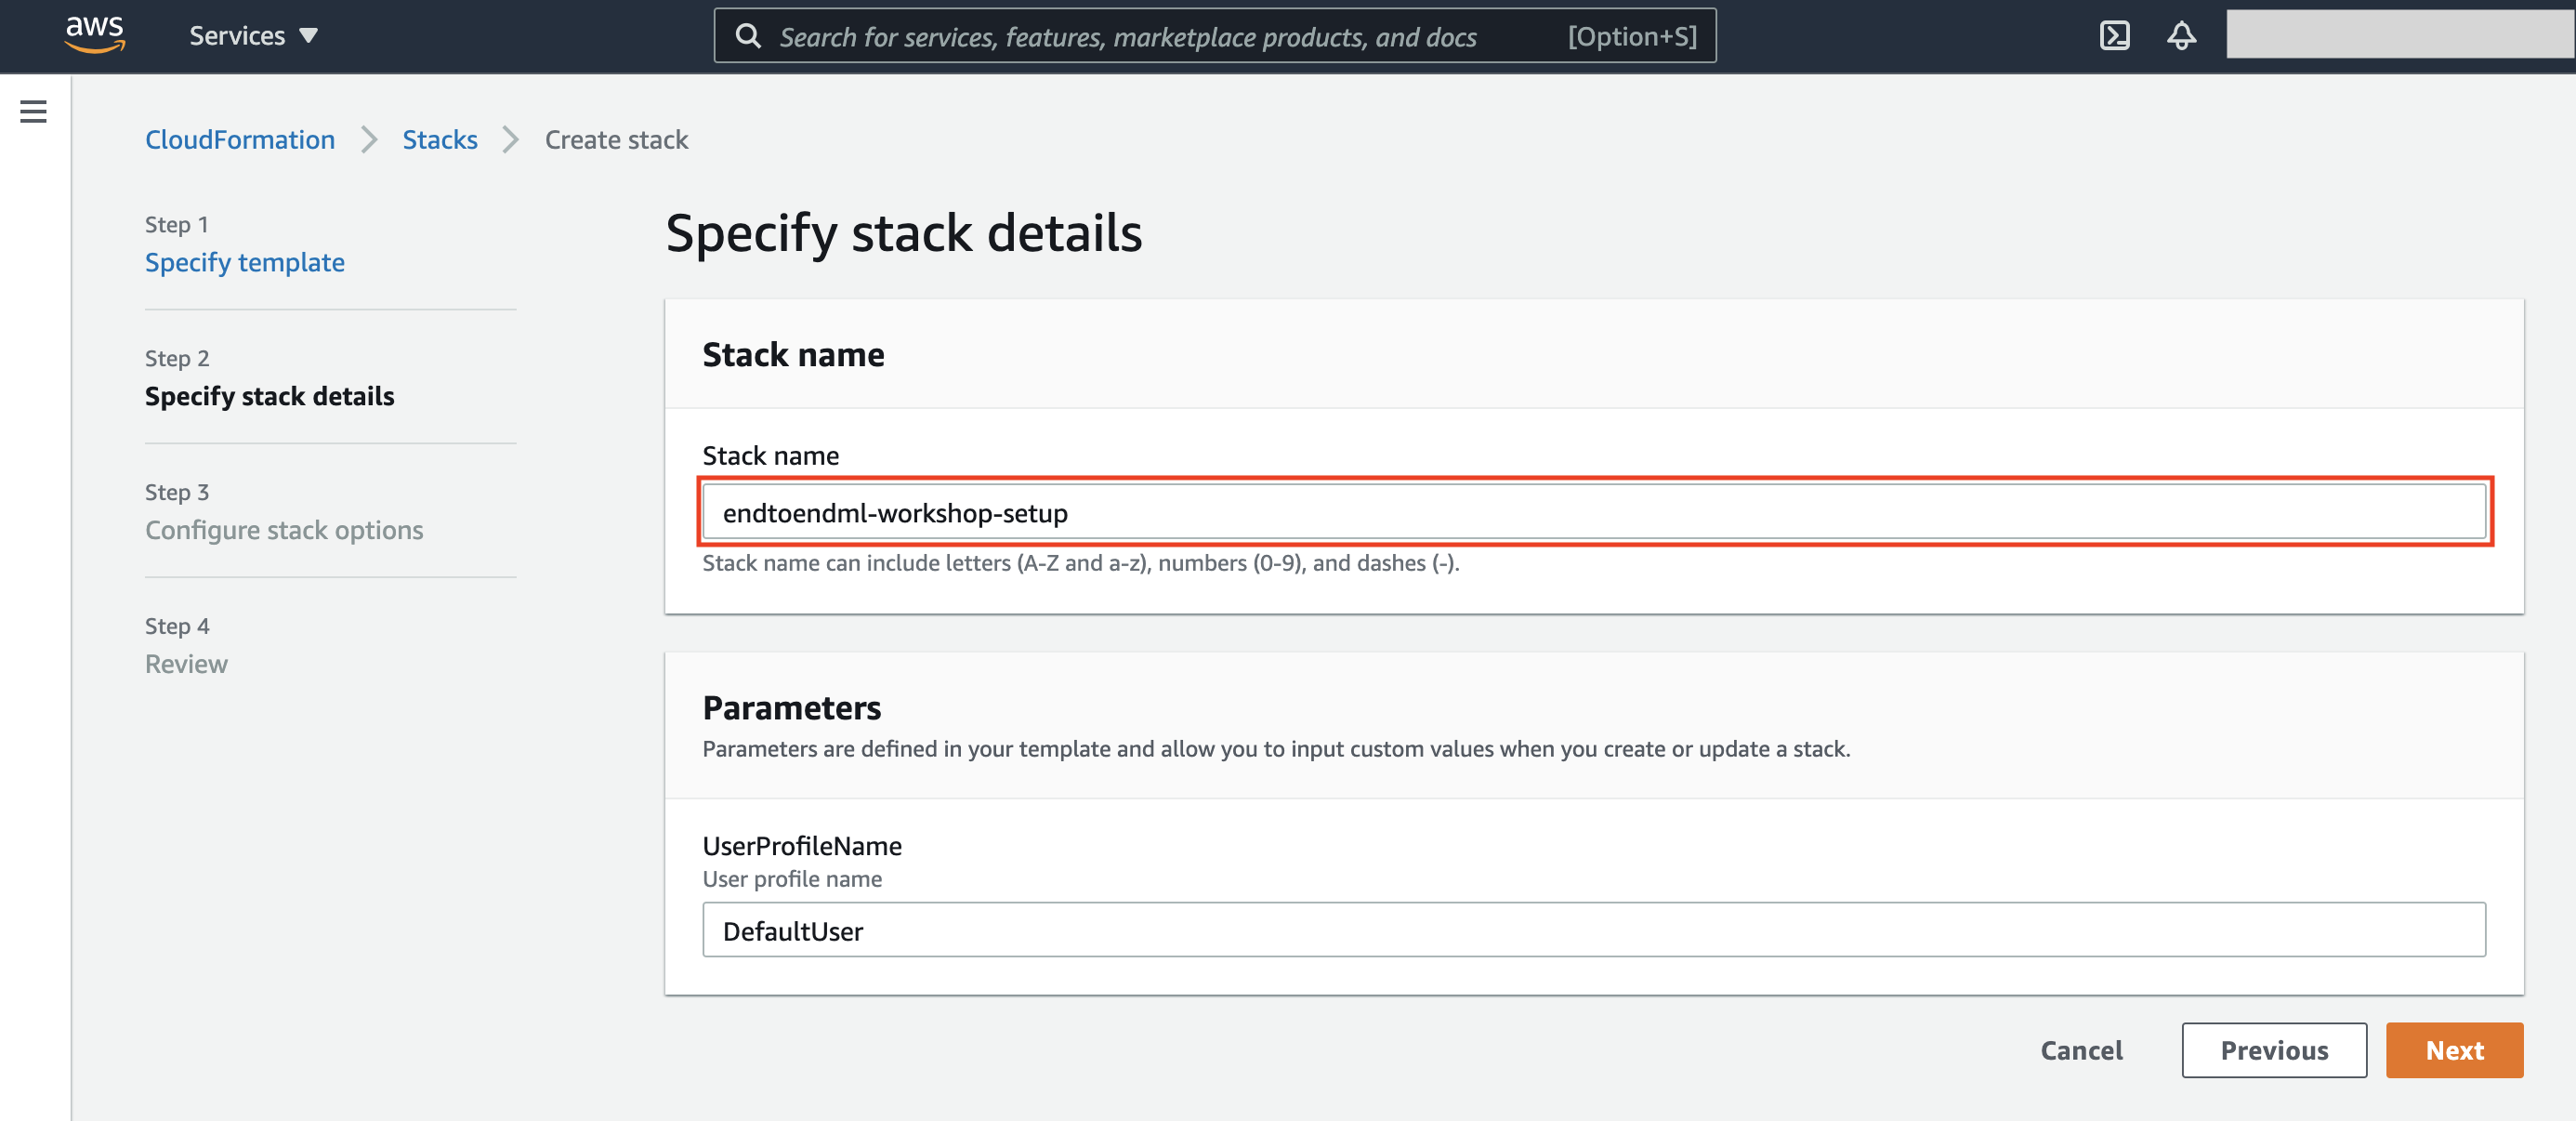 aws
Services
Search for services, features, marketplace products, and docs
[Option+S]
CloudFormation
Stacks
Create stack
Step 1
Specify template
Step 2
Specify stack details
Step 3
Configure stack options
Step 4
Review
Specify stack details
Stack name
Stack name
endtoendml-workshop-setup
Stack name can include letters (A-Z and a-z), numbers (0-9), and dashes (-).
Parameters
Parameters are defined in your template and allow you to input custom values when you create or update a stack.
UserProfileName
User profile name
DefaultUser
Cancel
Previous
Next